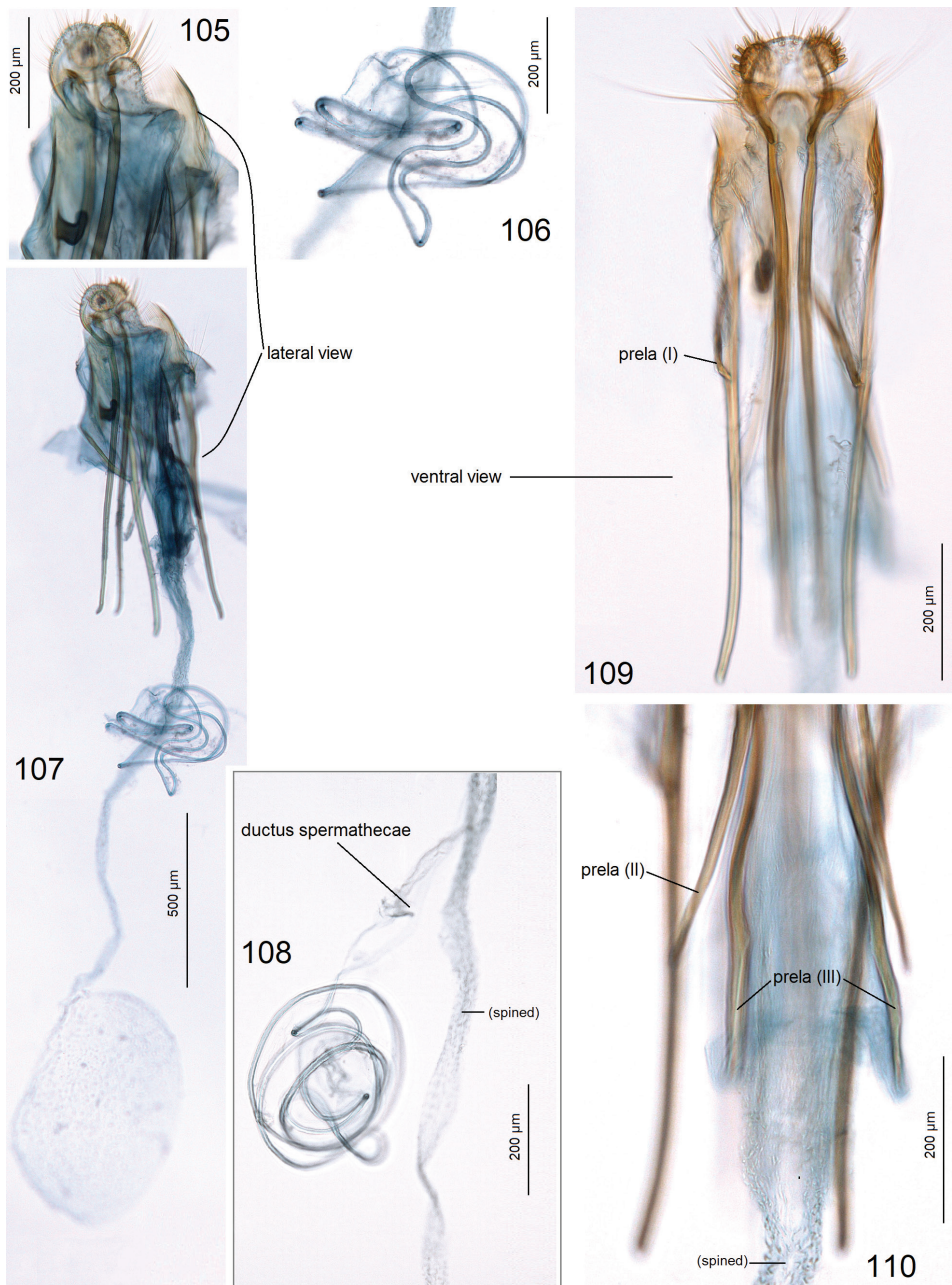 105
200 µm
200 µm
106
lateral view
107
500 µm
ductus spermathecae
108
(spined)
200 µm
prela (I)
ventral view
200 µm
109
prela (II)
prela (III)
200 µm
(spined)
110